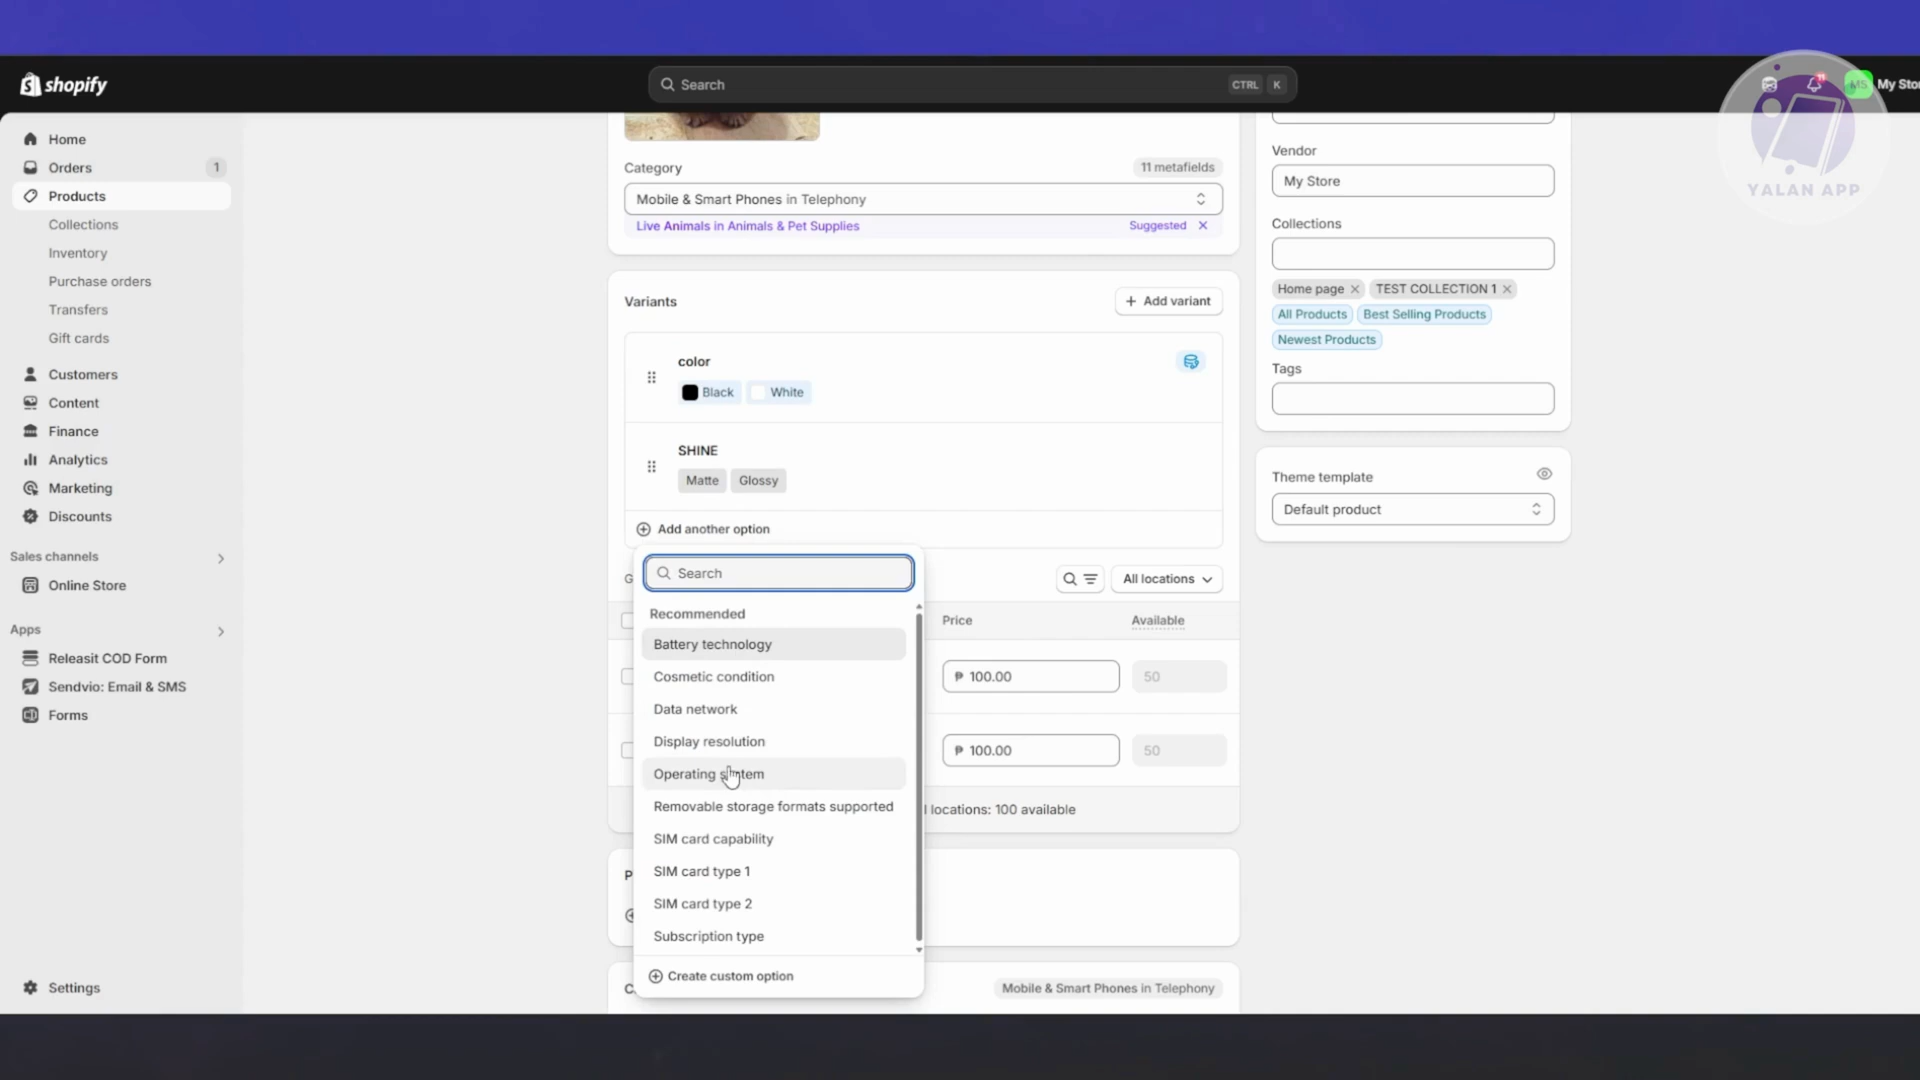 shopify
Search
CTRL K
MS
My Sto
YALAN APP
Home
Orders
1
Products
Collections
Inventory
Purchase orders
Transfers
Gift cards
Customers
Content
Finance
Analytics
Marketing
Discounts
Sales channels
Online Store
Apps
Releasit COD Form
Sendvio: Email & SMS
Forms
Settings
Category
11 metafields
Mobile & Smart Phones in Telephony
Live Animals in Animals & Pet Supplies
Suggested
Variants
Add variant
color
Black
White
SHINE
Matte
Glossy
Add another option
G
All locations
Search
Recommended
Battery technology
Cosmetic condition
Data network
Display resolution
Operating system
Removable storage formats supported
SIM card capability
SIM card type 1
SIM card type 2
Subscription type
Create custom option
Price
Available
₱ 100.00
50
₱ 100.00
50
l locations: 100 available
P
C
Mobile & Smart Phones in Telephony
Vendor
My Store
Collections
Home page
TEST COLLECTION 1
All Products
Best Selling Products
Newest Products
Tags
Theme template
Default product